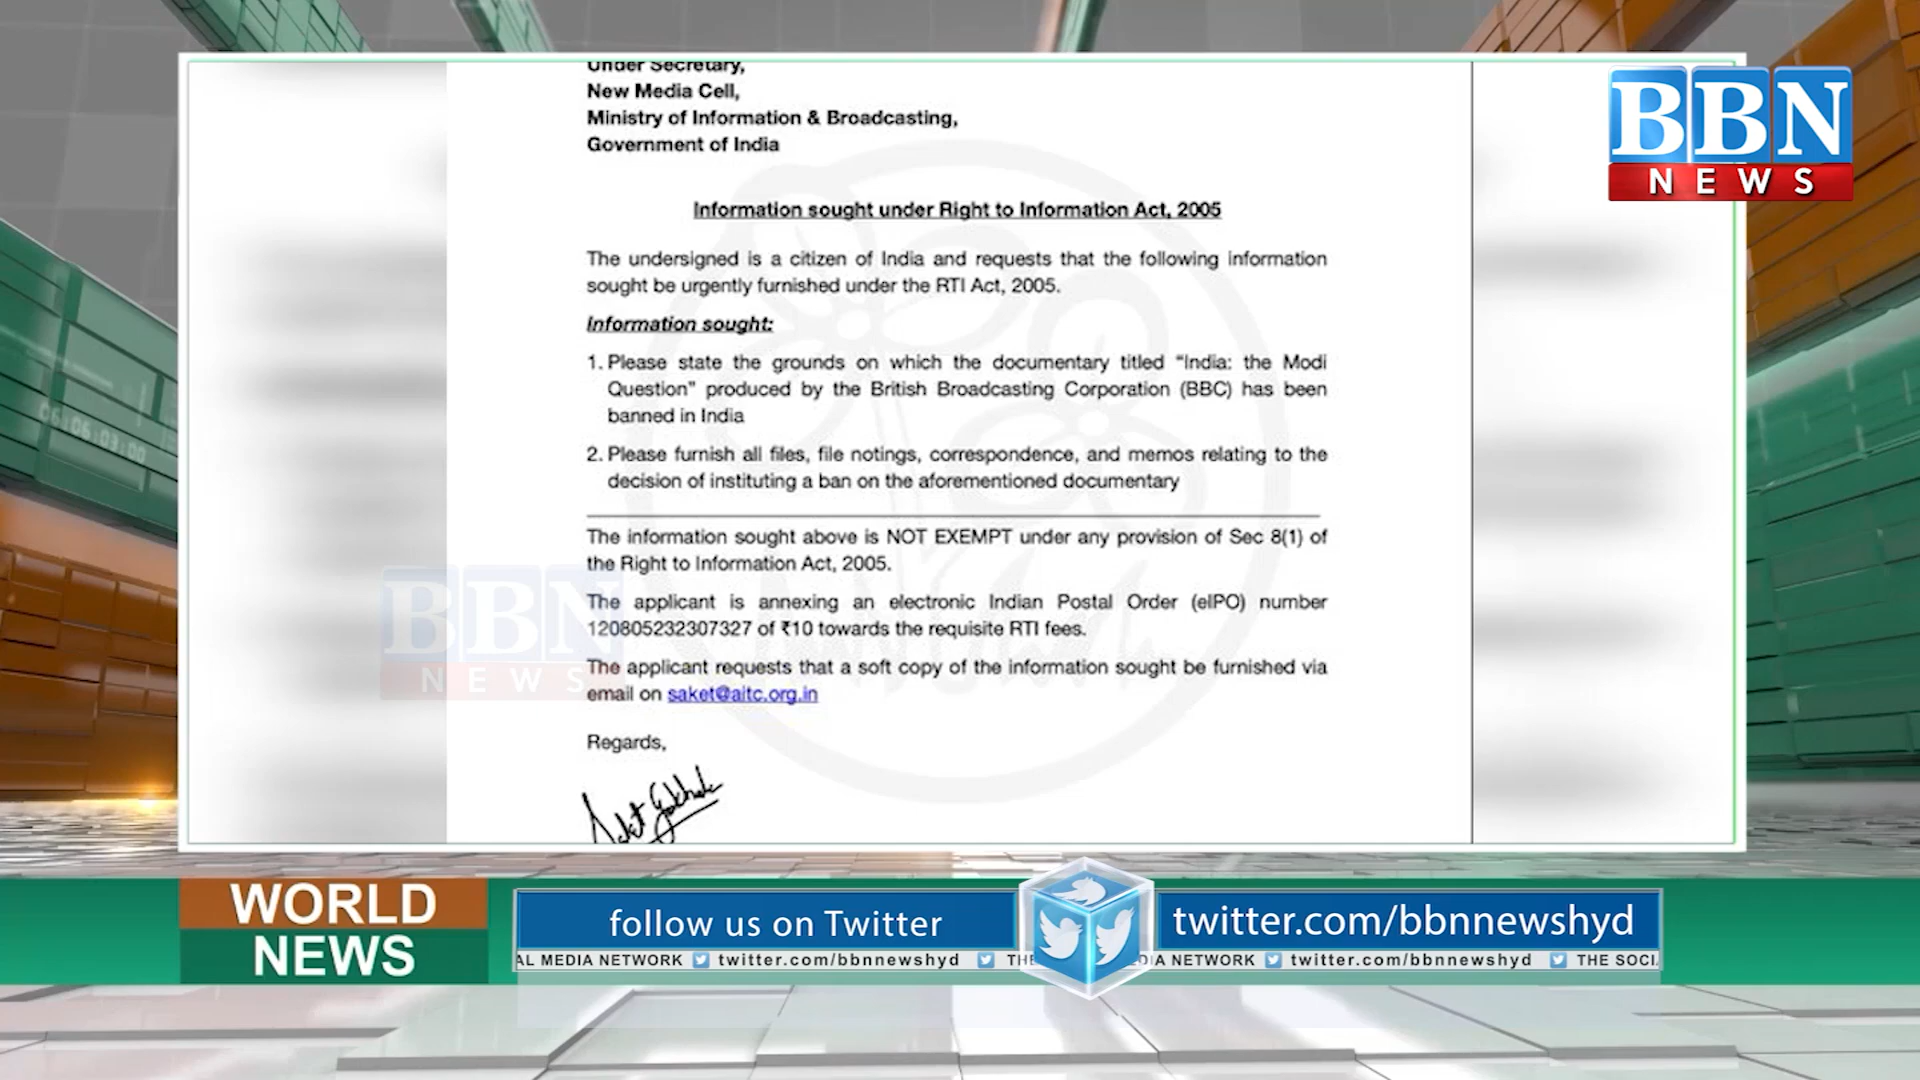 Under Secretary,
New Media Cell,
Ministry of Information & Broadcasting,
Government of India
Information sought under Right to Information Act, 2005
The undersigned is a citizen of India and requests that the following information
sought be urgently furnished under the RTI Act, 2005.
Information sought:
1. Please state the grounds on which the documentary titled “India: the Modi
Question” produced by the British Broadcasting Corporation (BBC) has been
banned in India
2. Please furnish all files, file notings, correspondence, and memos relating to the
decision of instituting a ban on the aforementioned documentary
The information sought above is NOT EXEMPT under any provision of Sec 8(1) of
the Right to Information Act, 2005.
The applicant is annexing an electronic Indian Postal Order (eIPO) number
120805232307327 of ₹10 towards the requisite RTI fees.
The applicant requests that a soft copy of the information sought be furnished via
email on saket@aitc.org.in
Regards,
Saket Gokhale
BBN
NEWS
BBN
NEWS
WORLD
NEWS
follow us on Twitter
twitter.com/bbnnewshyd
AL MEDIA NETWORK twitter.com/bbnnewshyd THE
DIA NETWORK twitter.com/bbnnewshyd THE SOCI